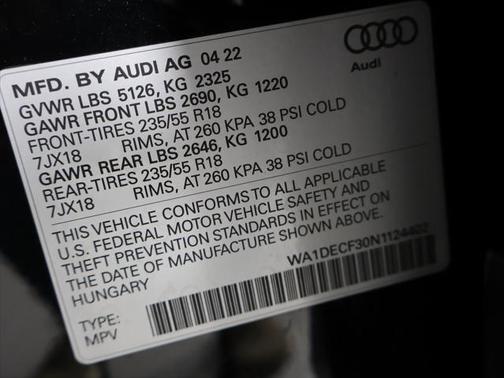 MFD. BY AUDI AG 04 22
GVWR LBS 5126, KG 2325
GAWR FRONT LBS 2690, KG 1220
FRONT-TIRES 235/55 R18
7JX18 RIMS, AT 260 KPA 38 PSI COLD
GAWR REAR LBS 2646, KG 1200
REAR-TIRES 235/55 R18
7JX18 RIMS, AT 260 KPA 38 PSI COLD
THIS VEHICLE CONFORMS TO ALL APPLICABLE
U.S. FEDERAL MOTOR VEHICLE SAFETY AND
THEFT PREVENTION STANDARDS IN EFFECT ON
THE DATE OF MANUFACTURE SHOWN ABOVE.
HUNGARY
WA1DECF30N1124402
TYPE:
MPV
Audi